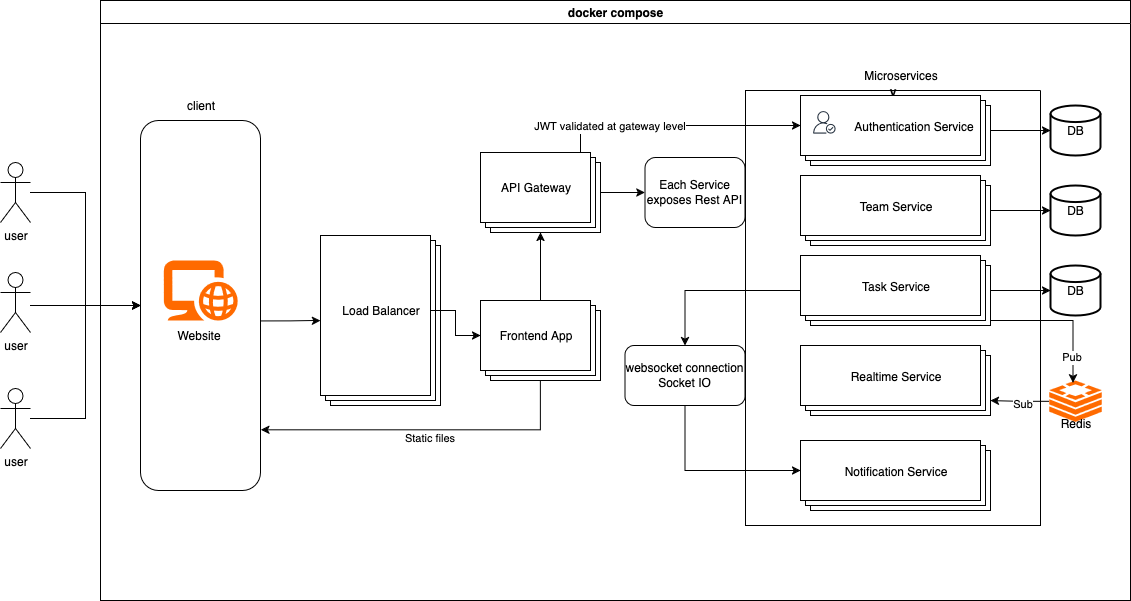 docker compose
Microservices
client
JWT validated at gateway level
Authentication Service
DB
API Gateway
Each Service
exposes Rest API
Team Service
DB
user
Website
Load Balancer
Frontend App
Task Service
DB
user
websocket connection
Socket IO
Realtime Service
Pub
Sub
Redis
Static files
user
Notification Service